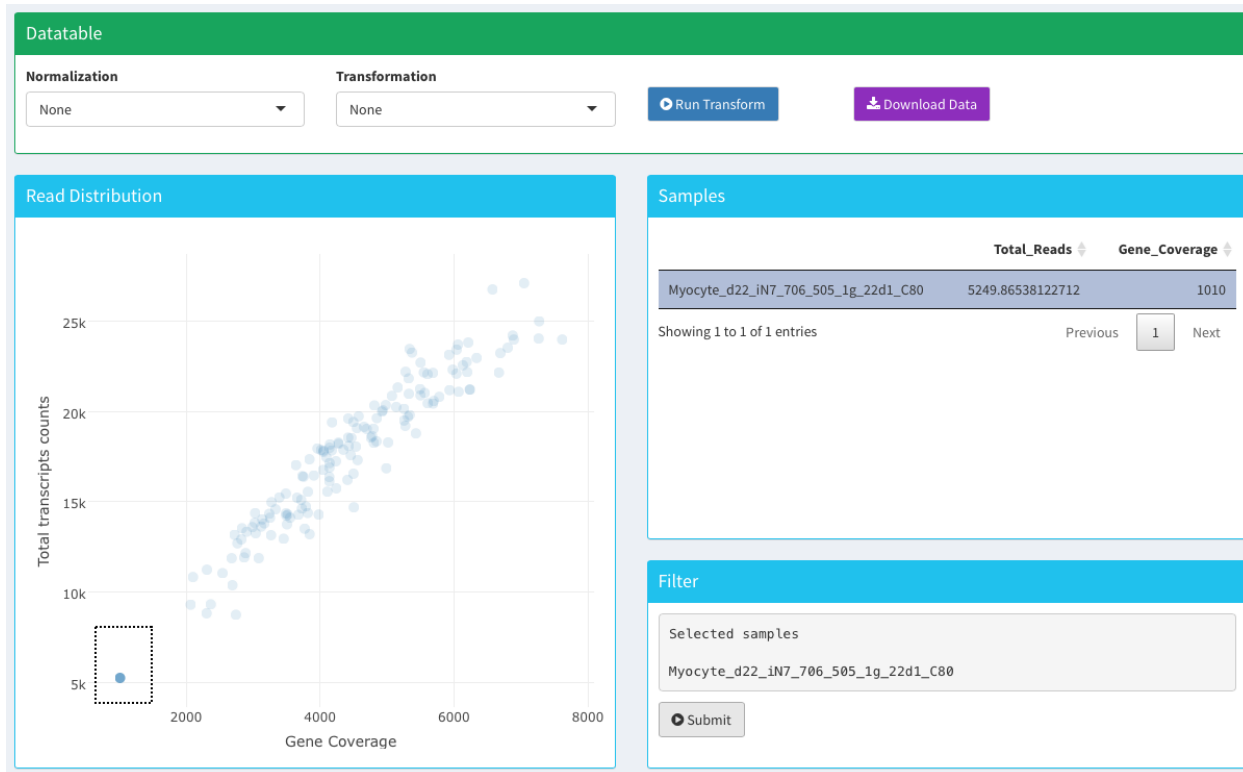 Datatable
Normalization Transformation
None None Run Transform Download Data
Read Distribution
25k
20k
15k
10k
5k
Total transcripts counts
2000 4000 6000 8000
Gene Coverage
Samples
Total_Reads Gene_Coverage
Myocyte_d22_iN7_706_505_1g_22d1_C80 5249.86538122712 1010
Showing 1 to 1 of 1 entries Previous 1 Next
Filter
Selected samples
Myocyte_d22_iN7_706_505_1g_22d1_C80
Submit